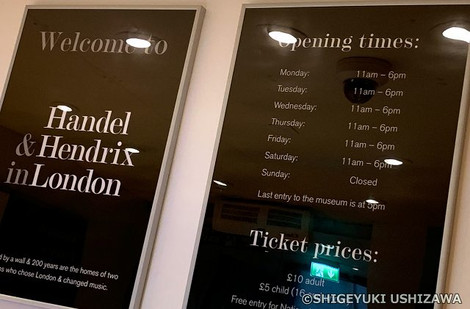 Welcome to
Handel
& Hendrix
in London
d by a wall & 200 years are the homes of two
ns who chose London & changed music.
Opening times:
Monday: 11am – 6pm
Tuesday: 11am – 6pm
Wednesday: 11am – 6pm
Thursday: 11am – 6pm
Friday: 11am – 6pm
Saturday: 11am – 6pm
Sunday: Closed
Last entry to the museum is at 5pm
Ticket prices:
£10 adult
£5 child (16
Free entry for
©SHIGEYUKI USHIZAWA